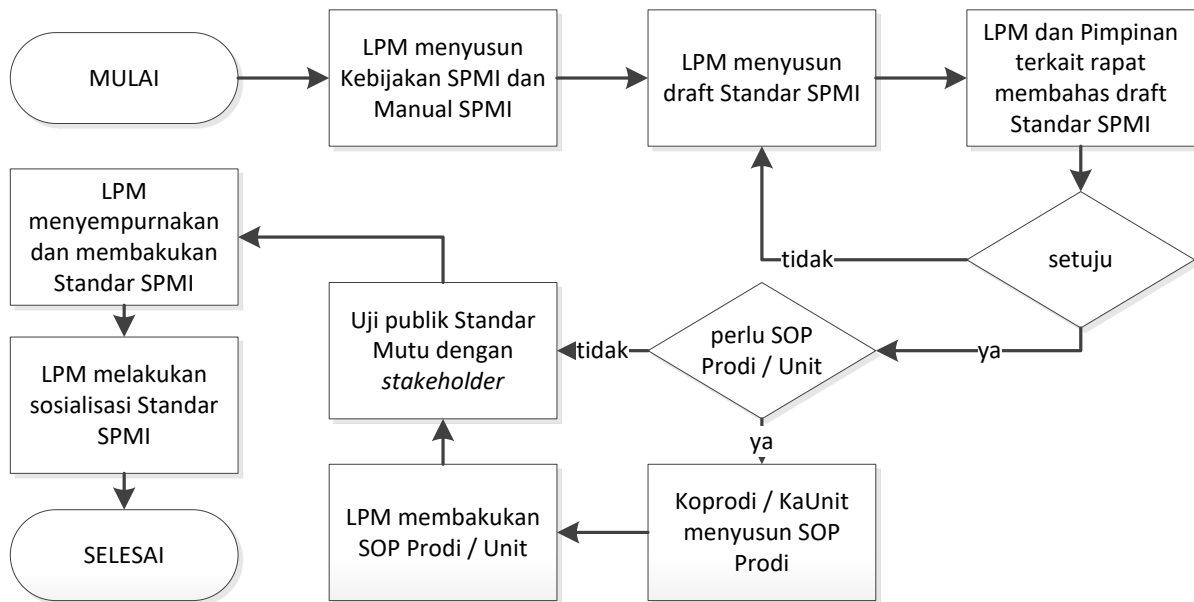 MULAI
LPM menyusun
Kebijakan SPMI dan
Manual SPMI
LPM menyusun
draft Standar SPMI
LPM dan Pimpinan
terkait rapat
membahas draft
Standar SPMI
setuju
tidak
ya
perlu SOP
Prodi / Unit
tidak
ya
Koprodi / KaUnit
menyusun SOP
Prodi
LPM membakukan
SOP Prodi / Unit
Uji publik Standar
Mutu dengan
stakeholder
LPM
menyempurnakan
dan membakukan
Standar SPMI
LPM melakukan
sosialisasi Standar
SPMI
SELESAI